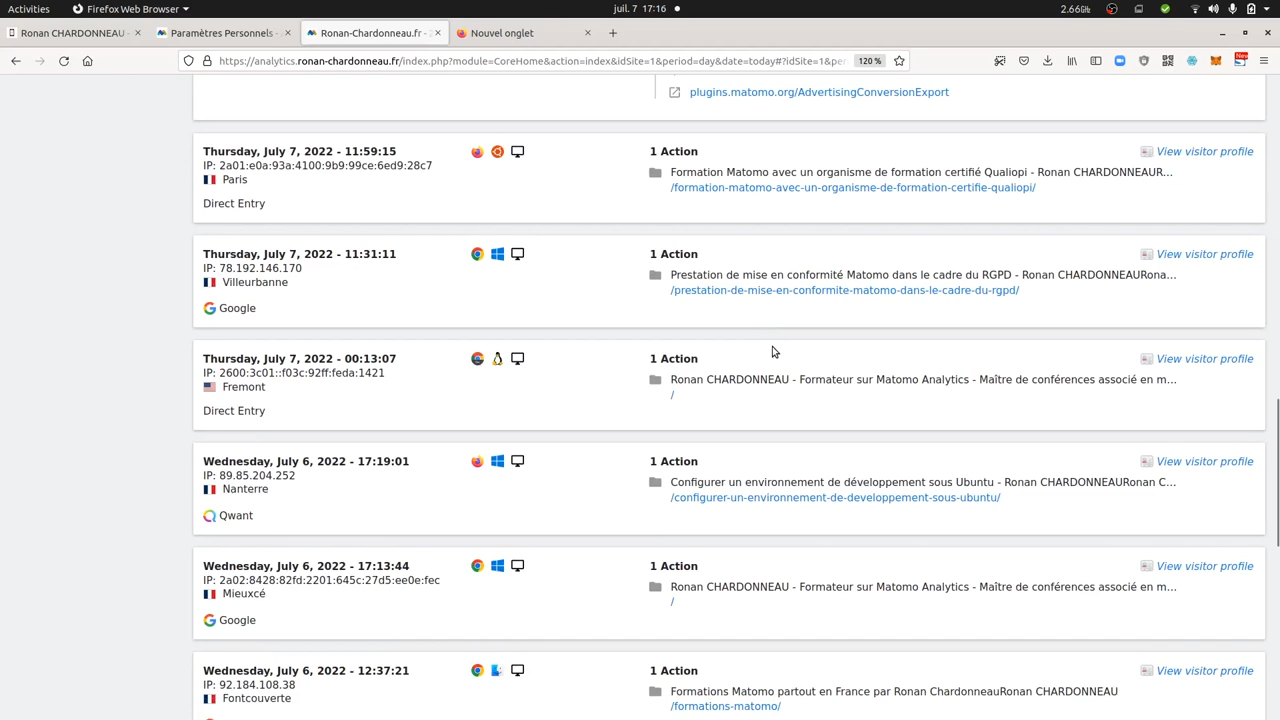 Activities
Firefox Web Browser
juil. 7 17:16
2.66GHz
Ronan CHARDONNEAU -
Paramètres Personnels -
Ronan-Chardonneau.fr - 2
Nouvel onglet
https://analytics.ronan-chardonneau.fr/index.php?module=CoreHome&action=index&idSite=1&period=day&date=today#?idSite=1&pe
120 %
New
plugins.matomo.org/AdvertisingConversionExport
Thursday, July 7, 2022 - 11:59:15
1 Action
View visitor profile
IP: 2a01:e0a:93a:4100:9b9:99ce:6ed9:28c7
Formation Matomo avec un organisme de formation certifié Qualiopi - Ronan CHARDONNEAUR...
Paris
/formation-matomo-avec-un-organisme-de-formation-certifie-qualiopi/
Direct Entry
Thursday, July 7, 2022 - 11:31:11
1 Action
View visitor profile
IP: 78.192.146.170
Prestation de mise en conformité Matomo dans le cadre du RGPD - Ronan CHARDONNEAURona...
Villeurbanne
/prestation-de-mise-en-conformite-matomo-dans-le-cadre-du-rgpd/
Google
Thursday, July 7, 2022 - 00:13:07
1 Action
View visitor profile
IP: 2600:3c01::f03c:92ff:feda:1421
Ronan CHARDONNEAU - Formateur sur Matomo Analytics - Maître de conférences associé en m...
Fremont
/
Direct Entry
Wednesday, July 6, 2022 - 17:19:01
1 Action
View visitor profile
IP: 89.85.204.252
Configurer un environnement de développement sous Ubuntu - Ronan CHARDONNEAURonan C...
Nanterre
/configurer-un-environnement-de-developpement-sous-ubuntu/
Qwant
Wednesday, July 6, 2022 - 17:13:44
1 Action
View visitor profile
IP: 2a02:8428:82fd:2201:645c:27d5:ee0e:fec
Ronan CHARDONNEAU - Formateur sur Matomo Analytics - Maître de conférences associé en m...
Mieuxcé
/
Google
Wednesday, July 6, 2022 - 12:37:21
1 Action
View visitor profile
IP: 92.184.108.38
Formations Matomo partout en France par Ronan ChardonneauRonan CHARDONNEAU
Fontcouverte
/formations-matomo/